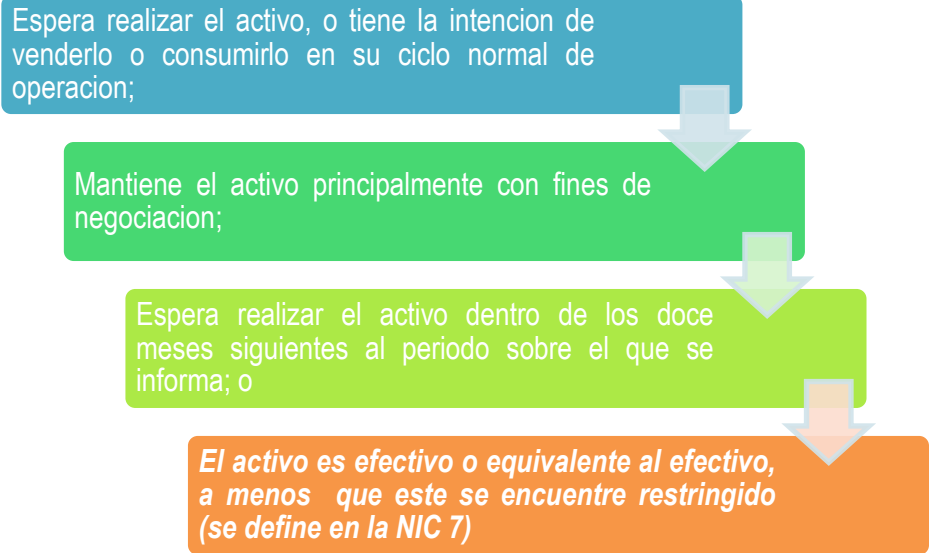 Espera realizar el activo, o tiene la intencion de
venderlo o consumirlo en su ciclo normal de
operacion;
Mantiene el activo principalmente con fines de
negociacion;
Espera realizar el activo dentro de los doce
meses siguientes al periodo sobre el que se
informa; o
El activo es efectivo o equivalente al efectivo,
a menos que este se encuentre restringido
(se define en la NIC 7)